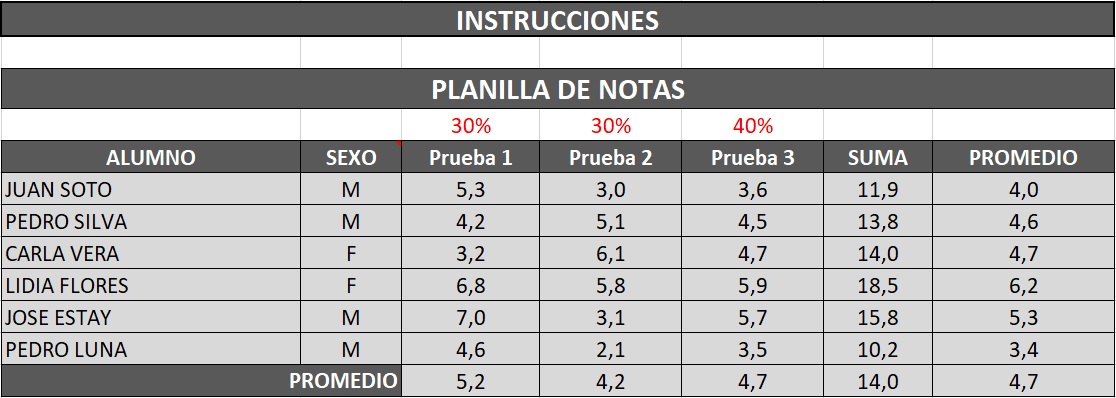 INSTRUCCIONES
PLANILLA DE NOTAS
30% 30% 40%
ALUMNO SEXO Prueba 1 Prueba 2 Prueba 3 SUMA PROMEDIO
JUAN SOTO M 5,3 3,0 3,6 11,9 4,0
PEDRO SILVA M 4,2 5,1 4,5 13,8 4,6
CARLA VERA F 3,2 6,1 4,7 14,0 4,7
LIDIA FLORES F 6,8 5,8 5,9 18,5 6,2
JOSE ESTAY M 7,0 3,1 5,7 15,8 5,3
PEDRO LUNA M 4,6 2,1 3,5 10,2 3,4
PROMEDIO 5,2 4,2 4,7 14,0 4,7